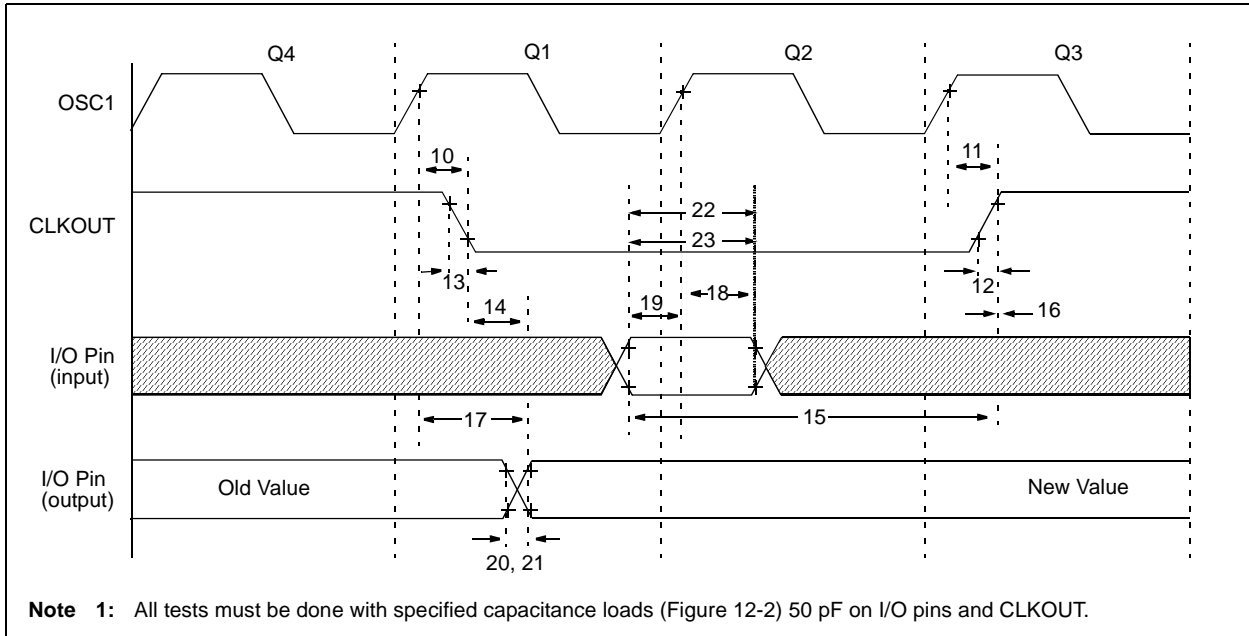 Q4 Q1 Q2 Q3
OSC1
10 11
CLKOUT
22
23
13 12
14 19 18 16
I/O Pin
(input)
17 15
I/O Pin
(output)
Old Value New Value
20, 21
Note 1: All tests must be done with specified capacitance loads (Figure 12-2) 50 pF on I/O pins and CLKOUT.